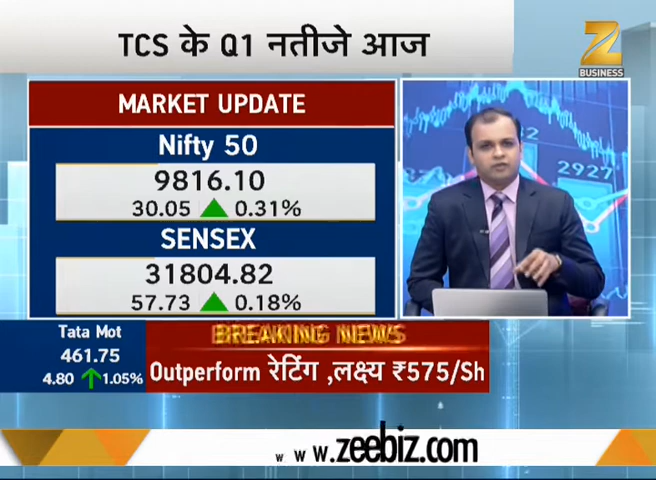 TCS के Q1 नतीजे आज
Z
BUSINESS
MARKET UPDATE
Nifty 50
9816.10
30.05 ▲ 0.31%
SENSEX
31804.82
57.73 ▲ 0.18%
2927
Tata Mot
461.75
4.80 ↑ 1.05%
BREAKING NEWS
Outperform रेटिंग ,लक्ष्य ₹575/Sh
www.zeebiz.com